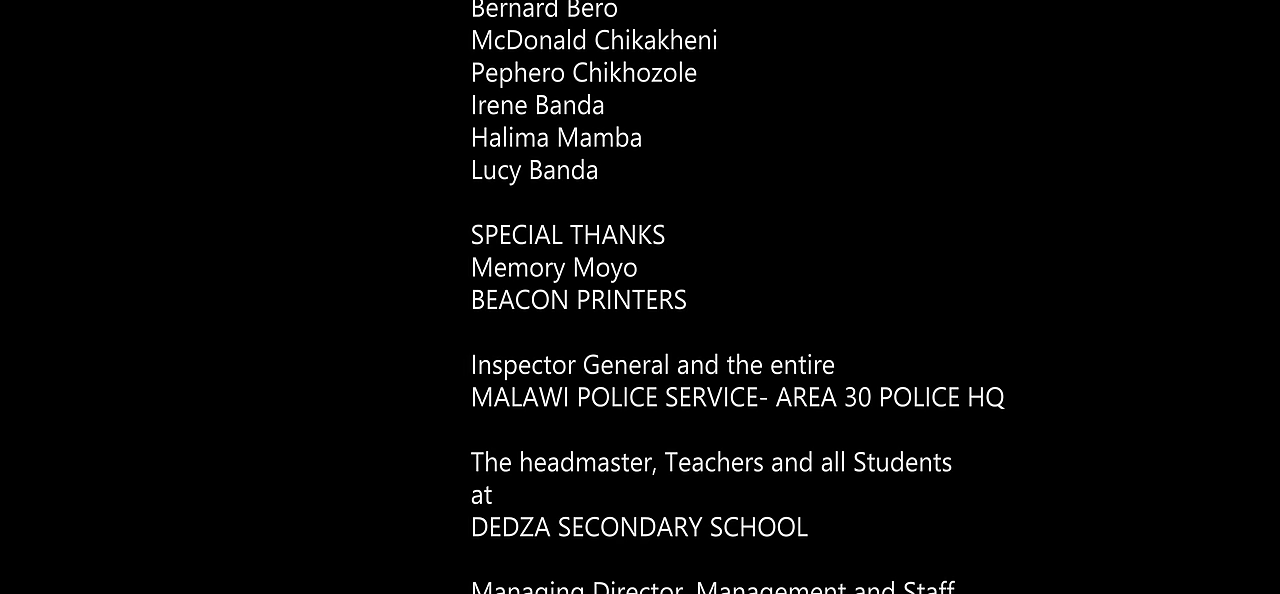 Bernard Bero
McDonald Chikakheni
Pephero Chikhozole
Irene Banda
Halima Mamba
Lucy Banda
SPECIAL THANKS
Memory Moyo
BEACON PRINTERS
Inspector General and the entire
MALAWI POLICE SERVICE- AREA 30 POLICE HQ
The headmaster, Teachers and all Students
at
DEDZA SECONDARY SCHOOL
Managing Director, Management and Staff